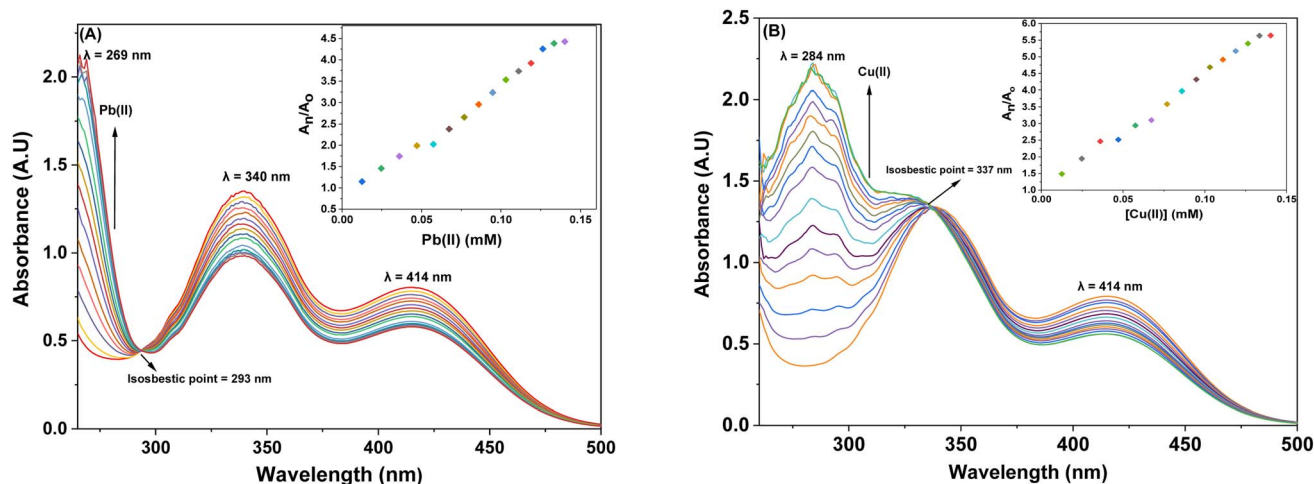 (A)
λ = 269 nm
Pb(II)
λ = 340 nm
λ = 414 nm
Isosbestic point = 293 nm
Absorbance (A.U)
2.0
1.5
1.0
0.5
0.0
300
350
400
450
500
Wavelength (nm)
An/Ao
4.5
4.0
3.5
3.0
2.5
2.0
1.5
1.0
0.5
0.00
0.05
0.10
0.15
Pb(II) (mM)
(B)
λ = 284 nm
Cu(II)
Isosbestic point = 337 nm
λ = 414 nm
Absorbance (A.U)
2.5
2.0
1.5
1.0
0.5
0.0
300
350
400
450
500
Wavelength (nm)
An/Ao
6.0
5.5
5.0
4.5
4.0
3.5
3.0
2.5
2.0
1.5
1.0
0.00
0.05
0.10
0.15
[Cu(II)] (mM)